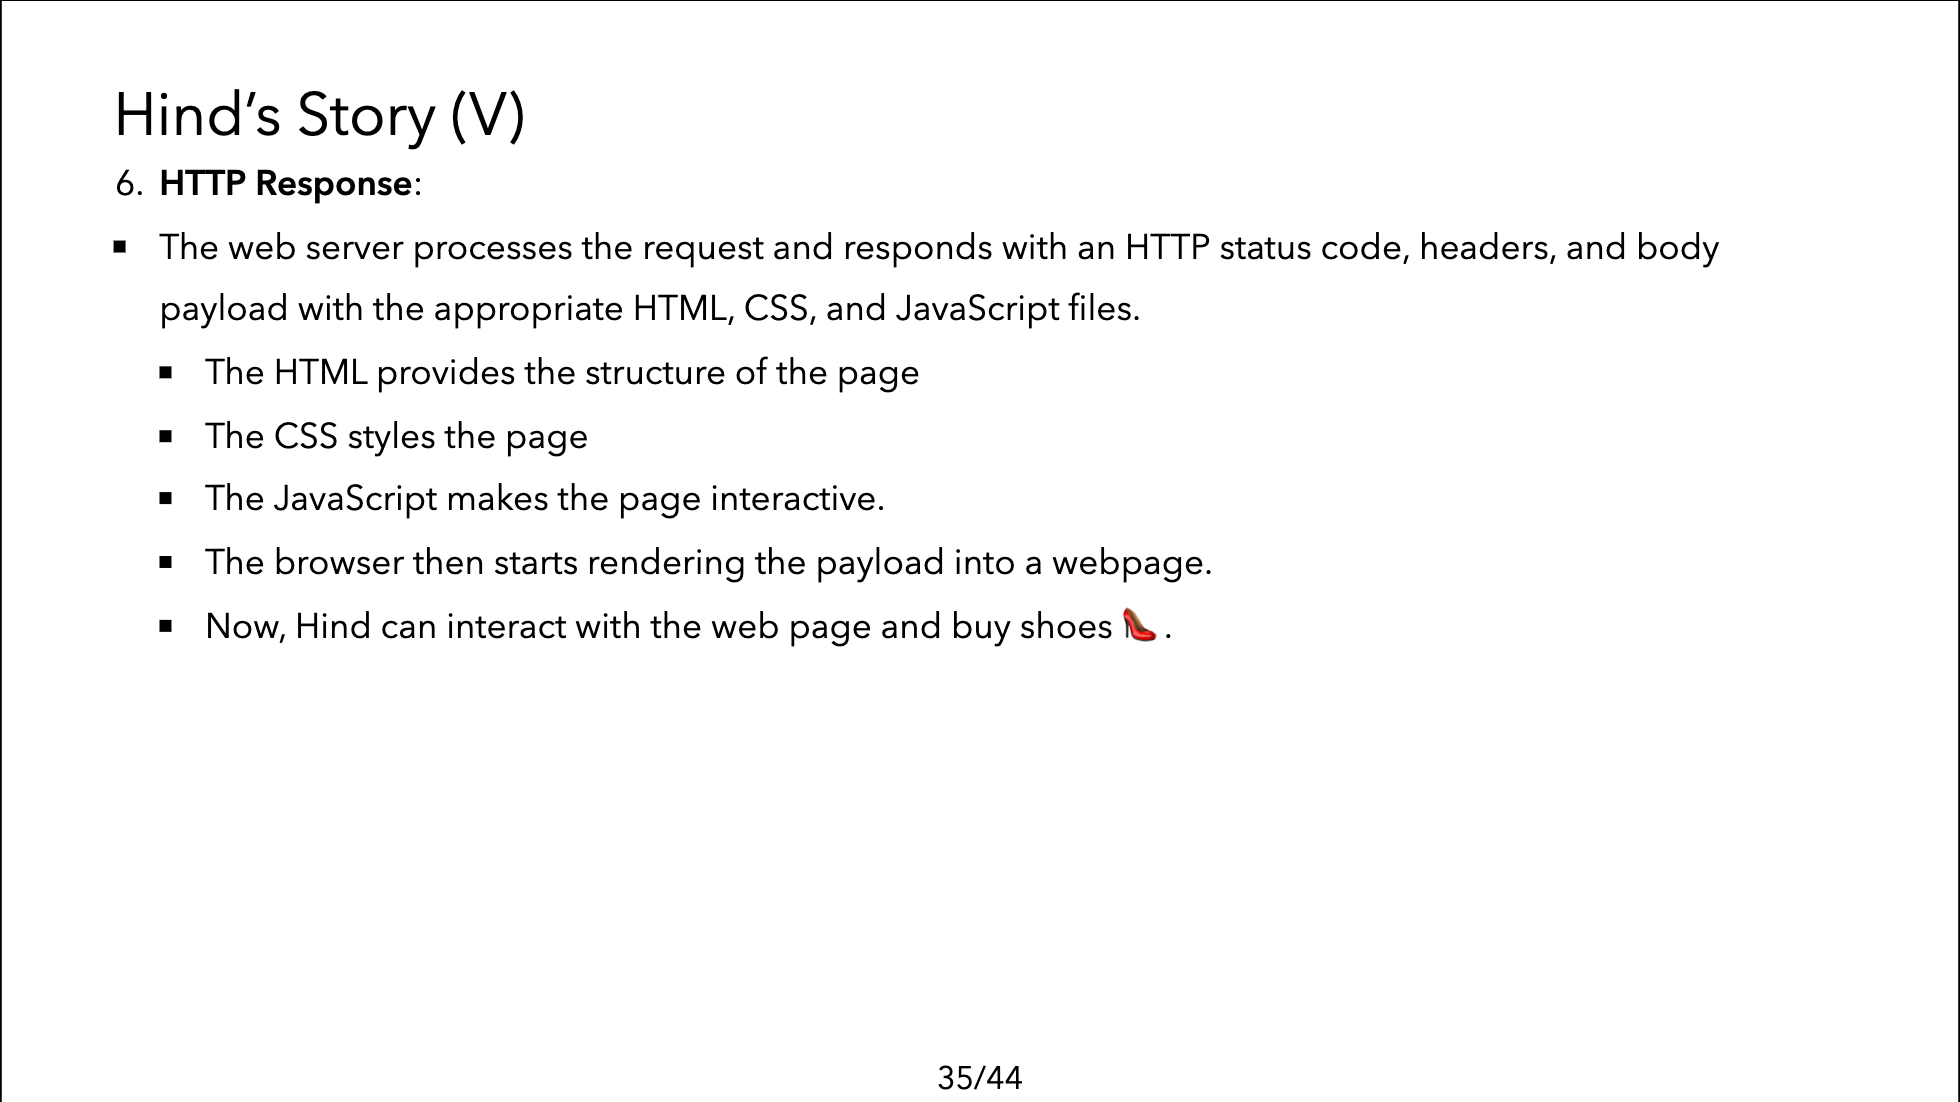 Hind’s Story (V)
6. HTTP Response:
▪ The web server processes the request and responds with an HTTP status code, headers, and body
payload with the appropriate HTML, CSS, and JavaScript files.
▪ The HTML provides the structure of the page
▪ The CSS styles the page
▪ The JavaScript makes the page interactive.
▪ The browser then starts rendering the payload into a webpage.
▪ Now, Hind can interact with the web page and buy shoes 👠.
35/44